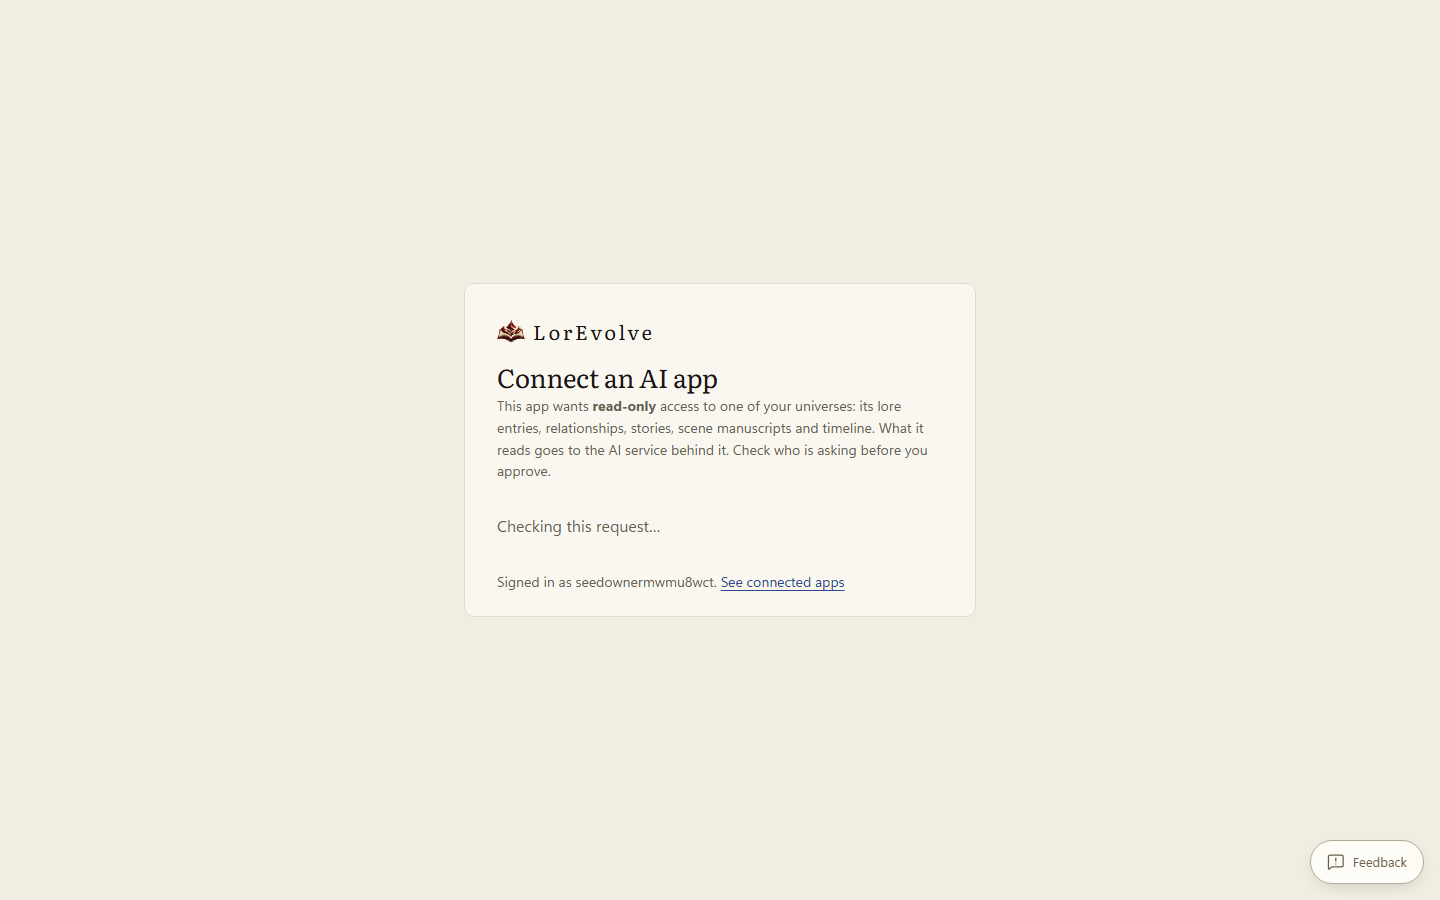 LorEvolve
Connect an AI app
This app wants read-only access to one of your universes: its lore
entries, relationships, stories, scene manuscripts and timeline. What it
reads goes to the AI service behind it. Check who is asking before you
approve.
Checking this request...
Signed in as seedownermwmu8wct. See connected apps
Feedback